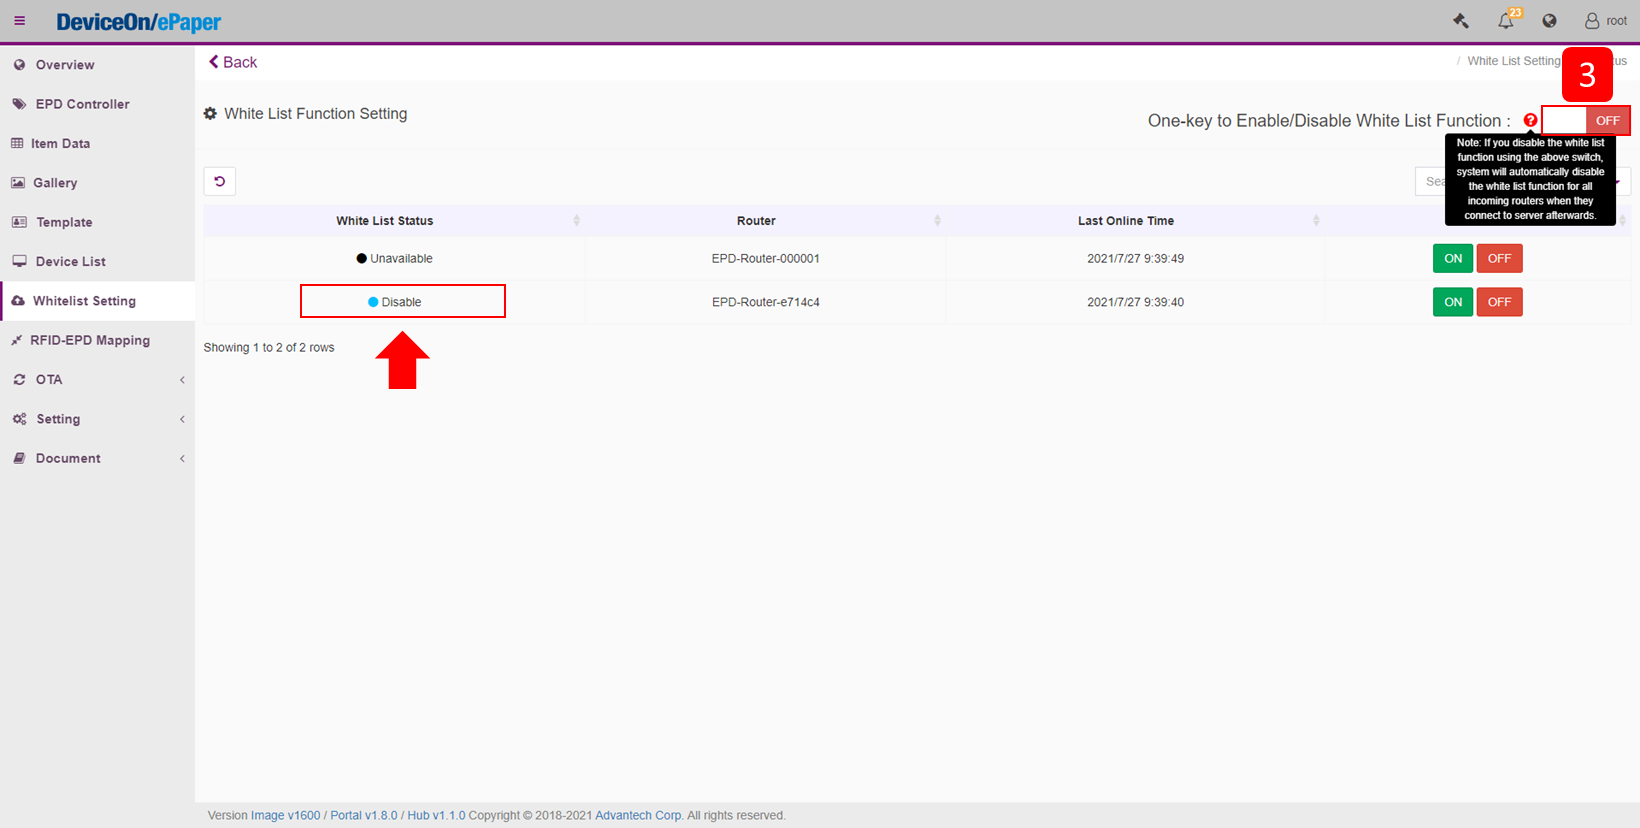 DeviceOn/ePaper
23
root
Overview
EPD Controller
Item Data
Gallery
Template
Device List
Whitelist Setting
RFID-EPD Mapping
OTA
Setting
Document
Back
/ White List Setting
3
White List Function Setting
One-key to Enable/Disable White List Function :
OFF
Note: If you disable the white list
function using the above switch,
system will automatically disable
the white list function for all
incoming routers when they
connect to server afterwards.
White List Status Router Last Online Time
Unavailable EPD-Router-000001 2021/7/27 9:39:49 ON OFF
Disable EPD-Router-e714c4 2021/7/27 9:39:40 ON OFF
Showing 1 to 2 of 2 rows
Version Image v1600 / Portal v1.8.0 / Hub v1.1.0 Copyright © 2018-2021 Advantech Corp. All rights reserved.